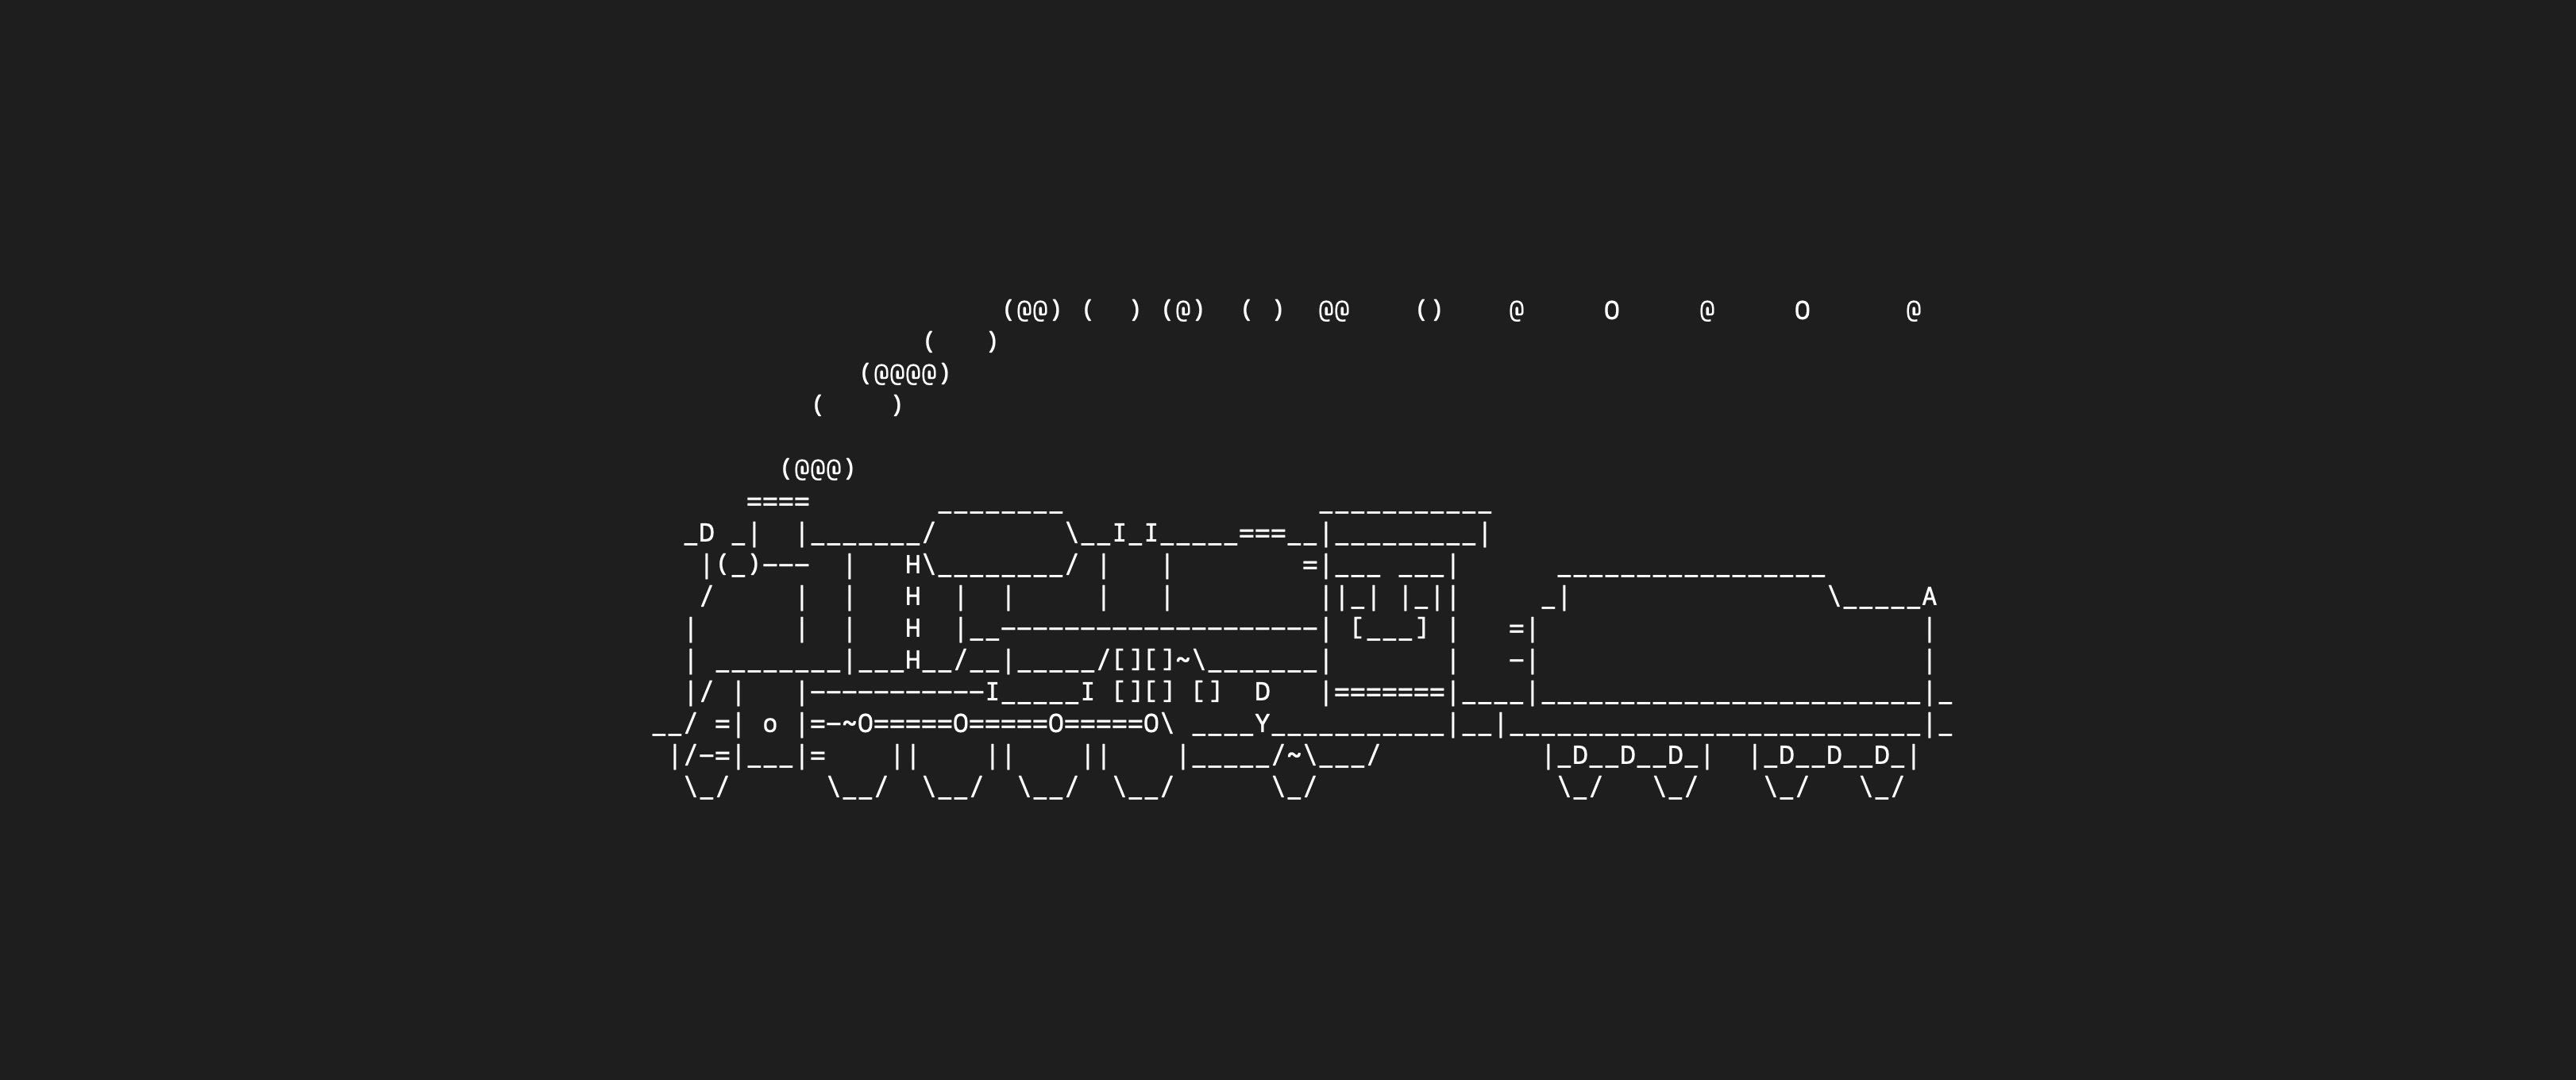 (@@) (  ) (@)  ( )  @@    ()     @     O     @     O      @
(   )
(@@@@)
(    )
(@@@)
====        ________           ___________
_D _|  |_______/        \__I_I_____===__|_________|
|(_)---  |   H\________/ |   |        =|___ ___|      _________________
/     |  |   H  |  |     |   |         ||_| |_||     _|                \_____A
|      |  |   H  |__--------------------| [___] |   =|                        |
| ________|___H__/__|_____/[][]~\_______|       |   -|                        |
|/ |   |-----------I_____I [][] []  D   |=======|____|________________________|_
__/ =| o |=-~O=====O=====O=====O\ ____Y___________|__|__________________________|_
|/-=|___|=    ||    ||    ||    |_____/~\___/          |_D__D__D_|  |_D__D__D_|
\_/      \__/  \__/  \__/  \__/      \_/               \_/   \_/    \_/   \_/